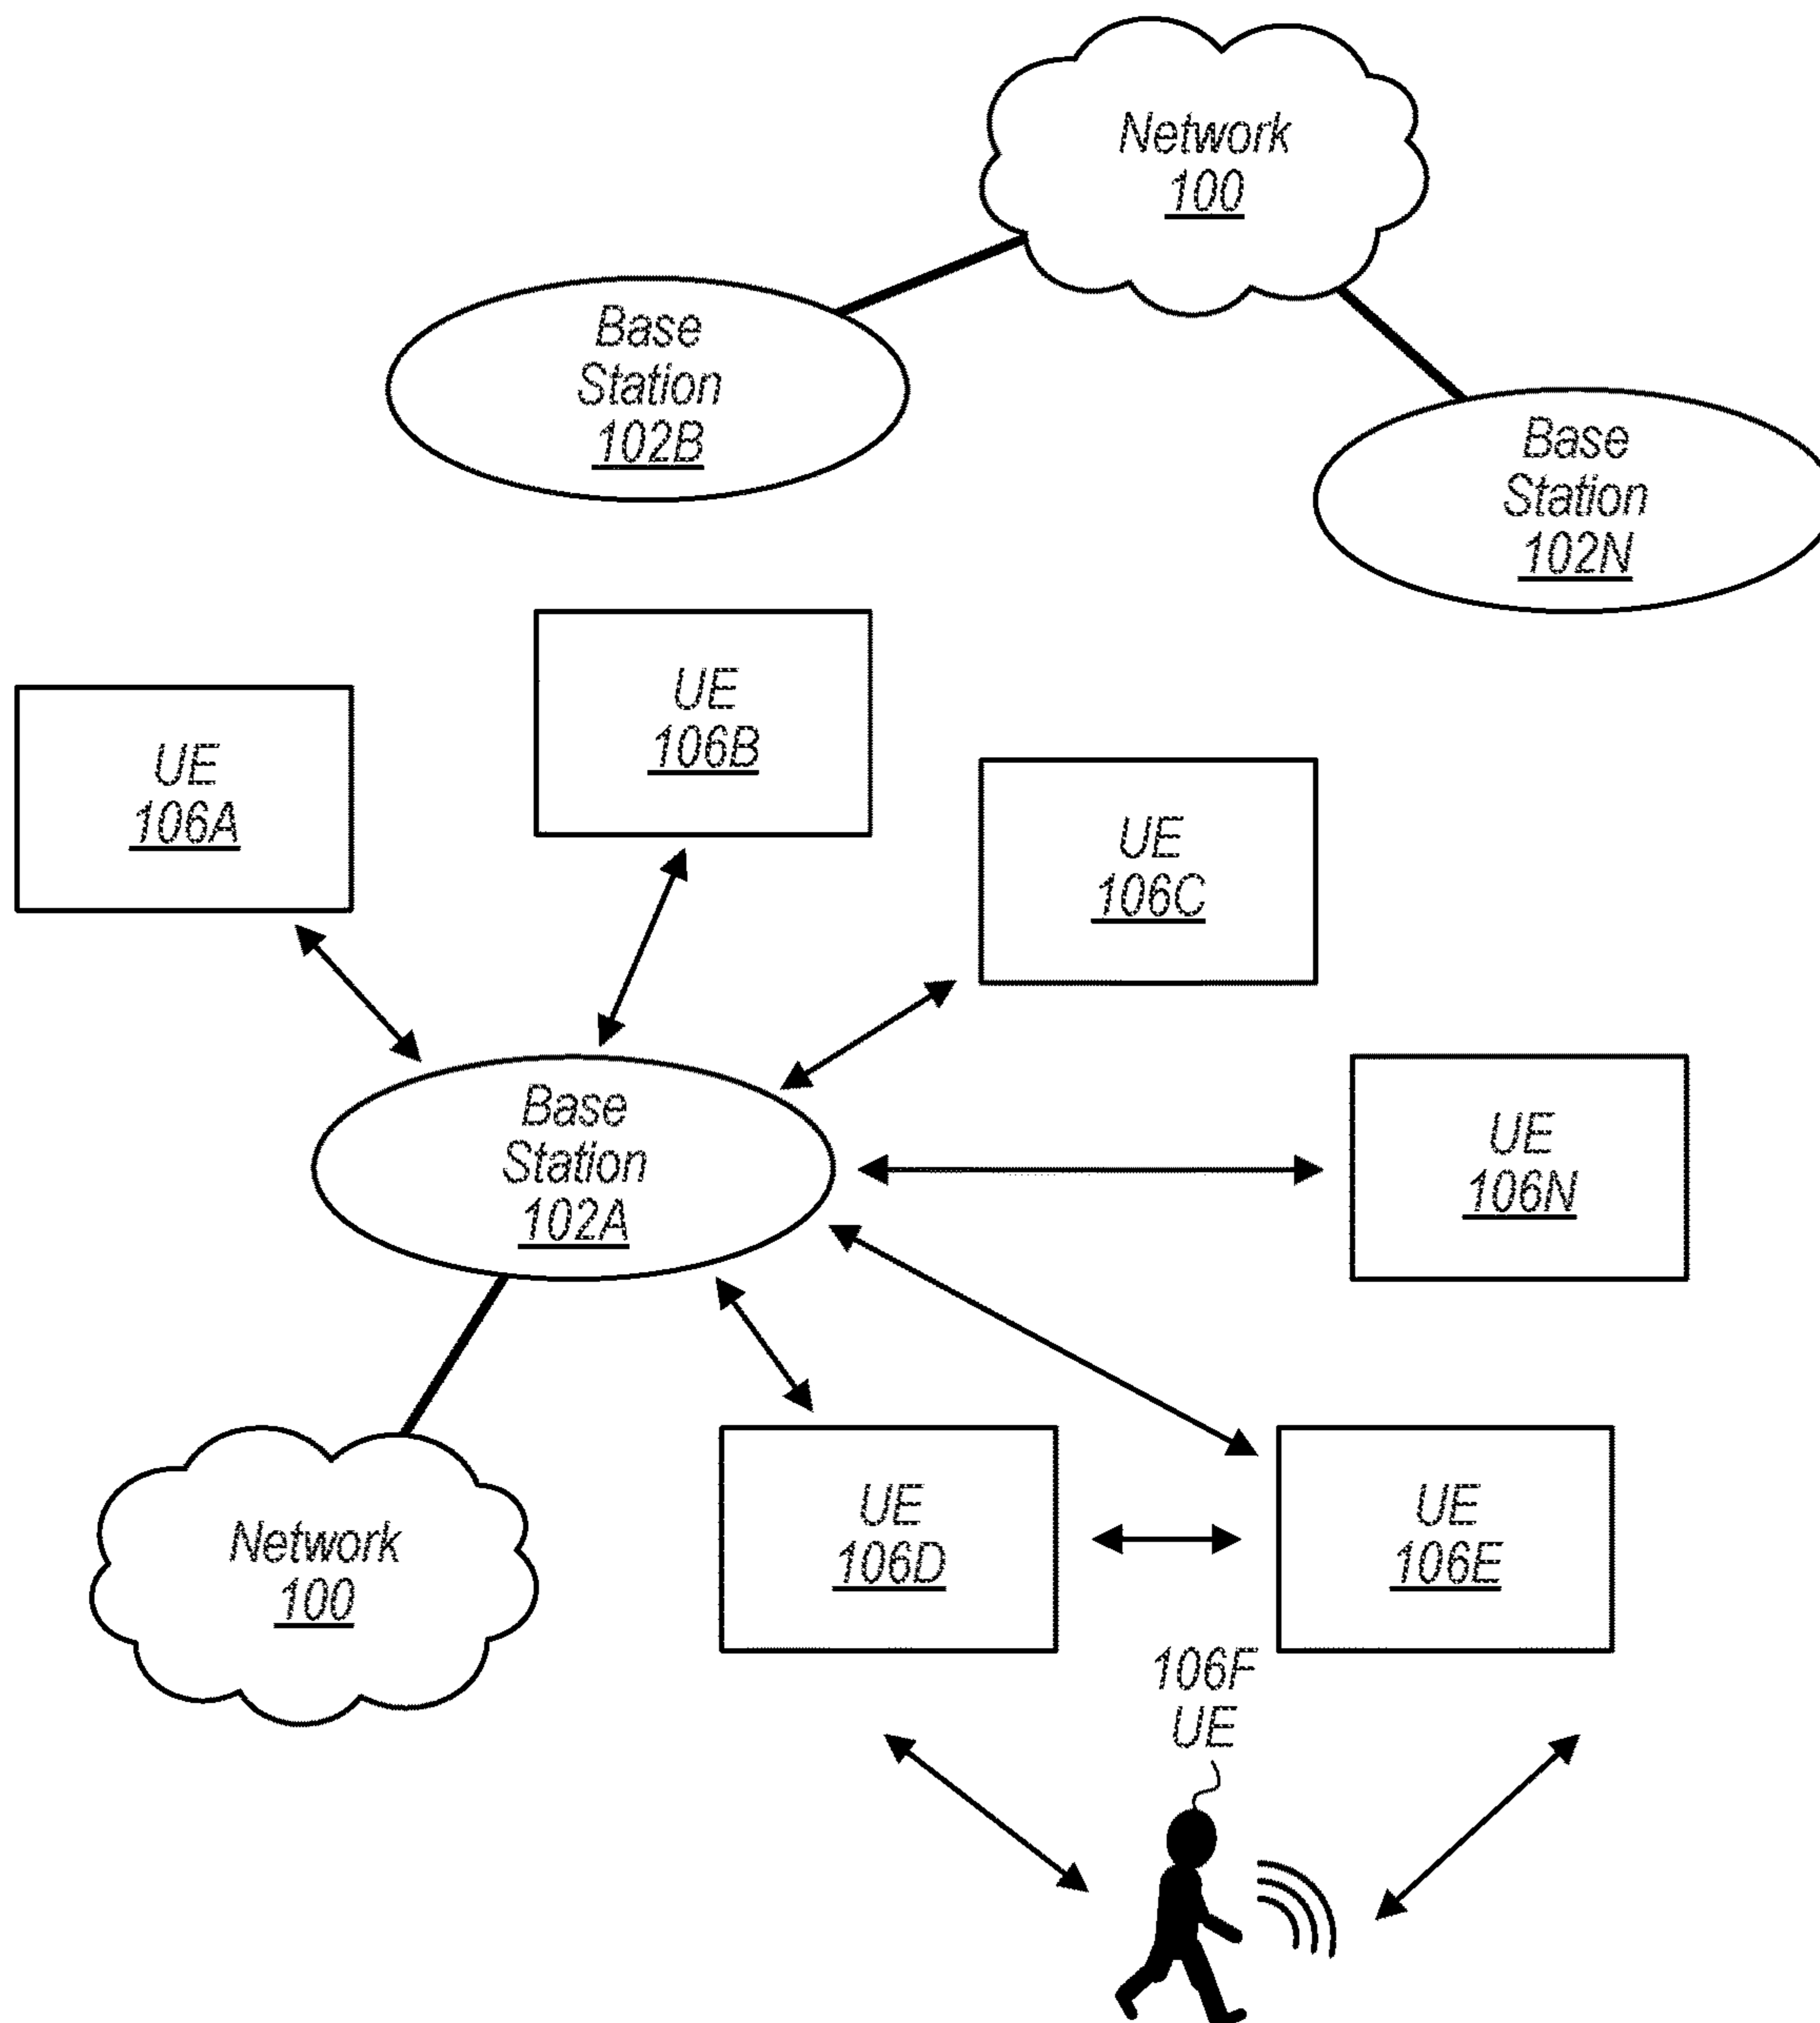 Network
100
Base
Station
102B
Base
Station
102N
UE
106B
UE
106A
UE
106C
Base
Station
102A
UE
106N
UE
106D
UE
106E
Network
100
106F
UE